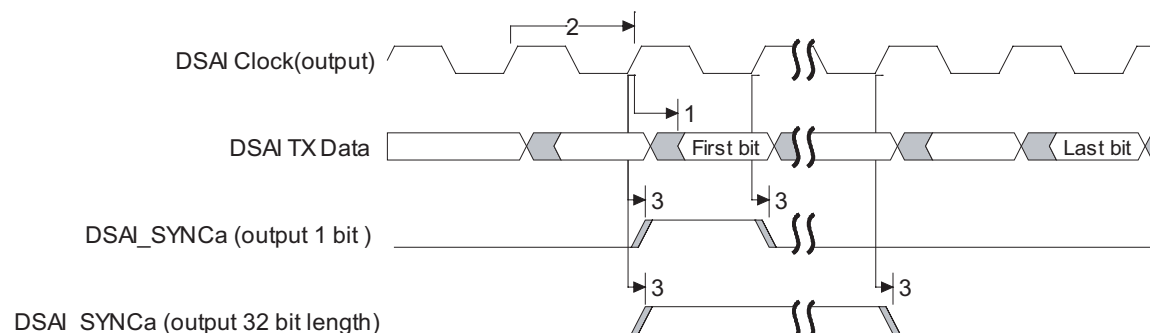 2
DSAI Clock(output)
1
DSAI TX Data
First bit
Last bit
3
3
DSAI_SYNCa (output 1 bit )
3
3
DSAI_SYNCa (output 32 bit length)